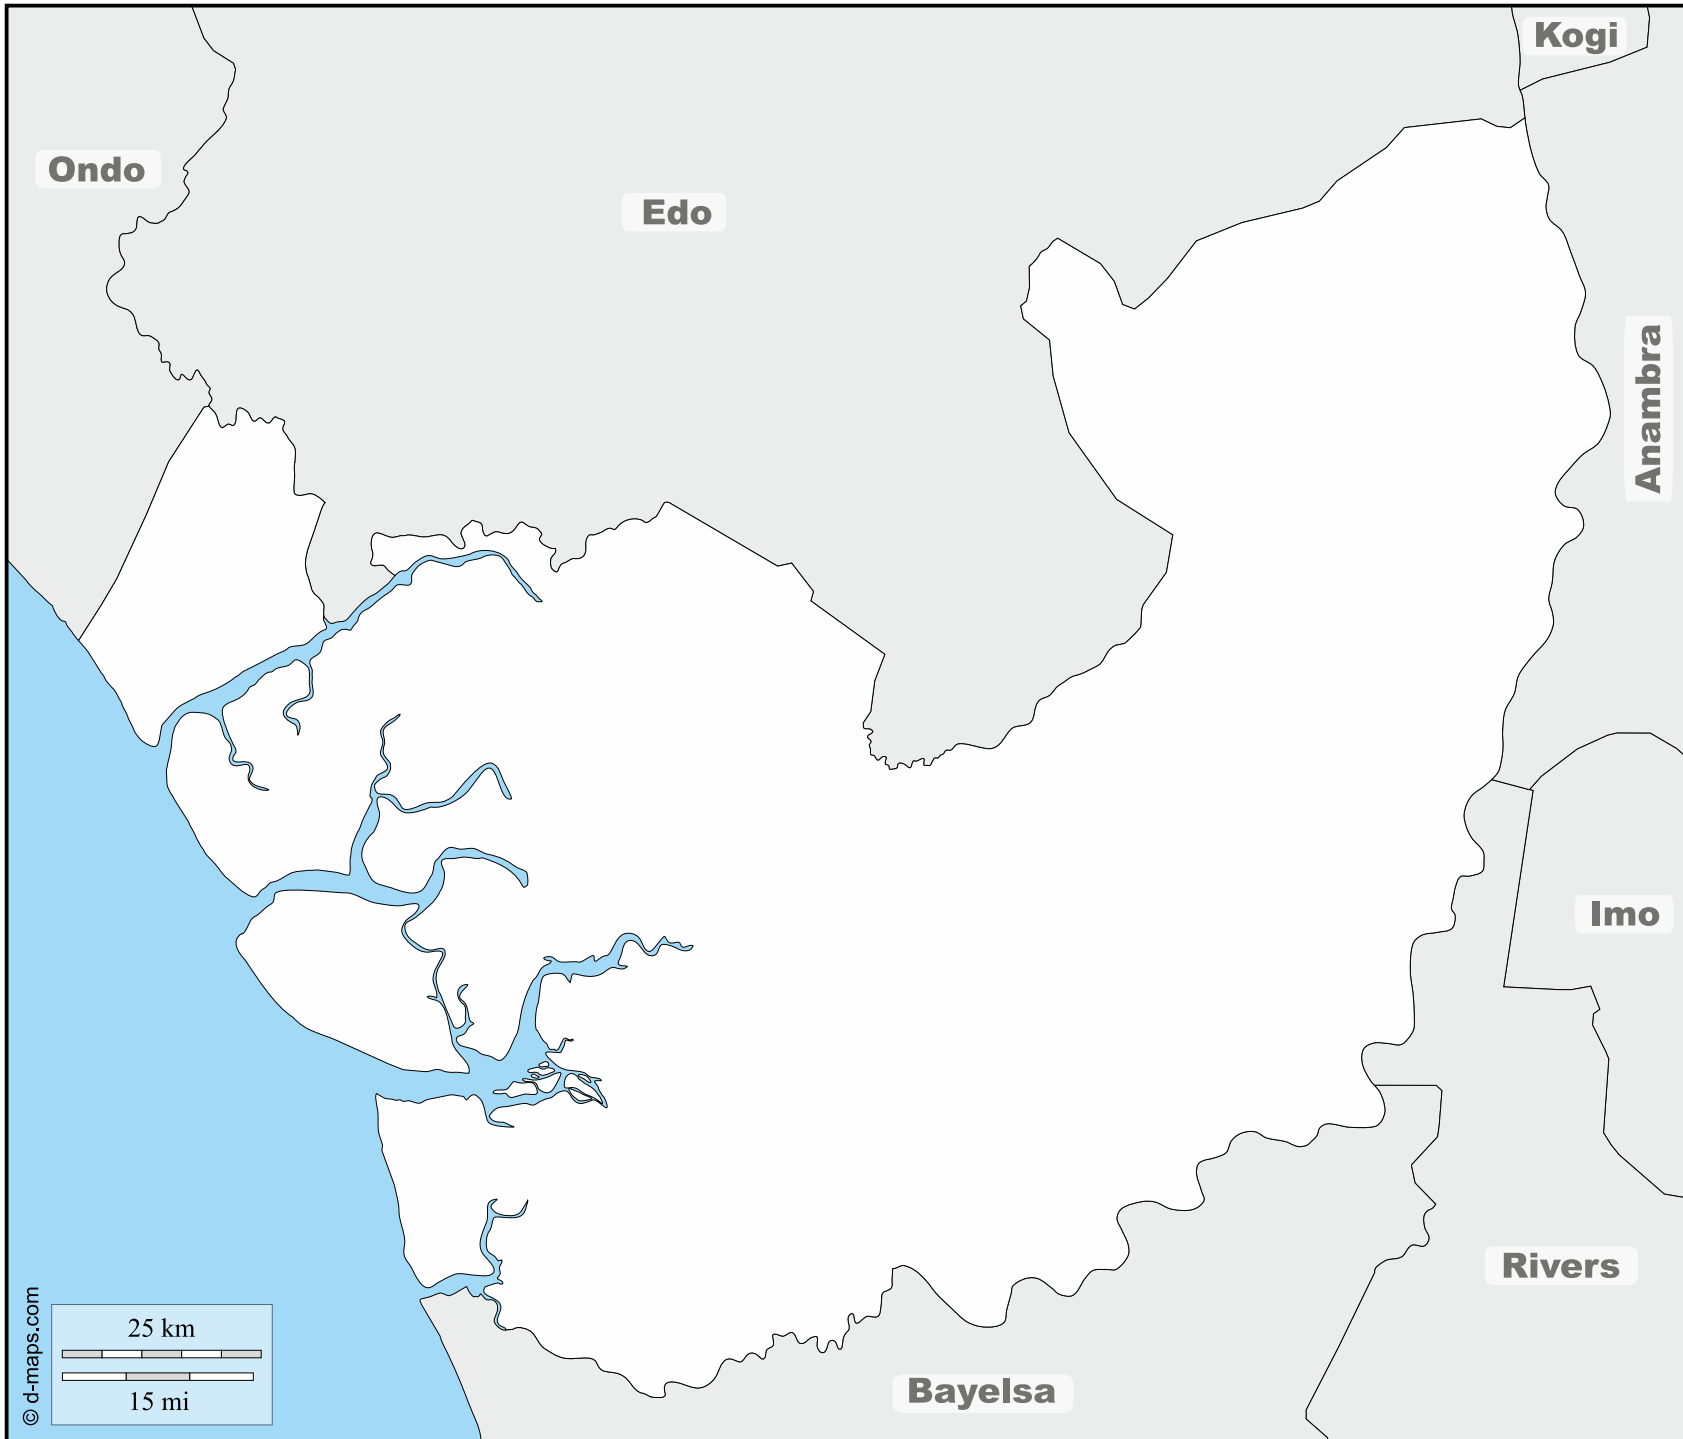 Kogi
Ondo
Edo
Anambra
Imo
Rivers
Bayelsa
© d-maps.com
25 km
15 mi